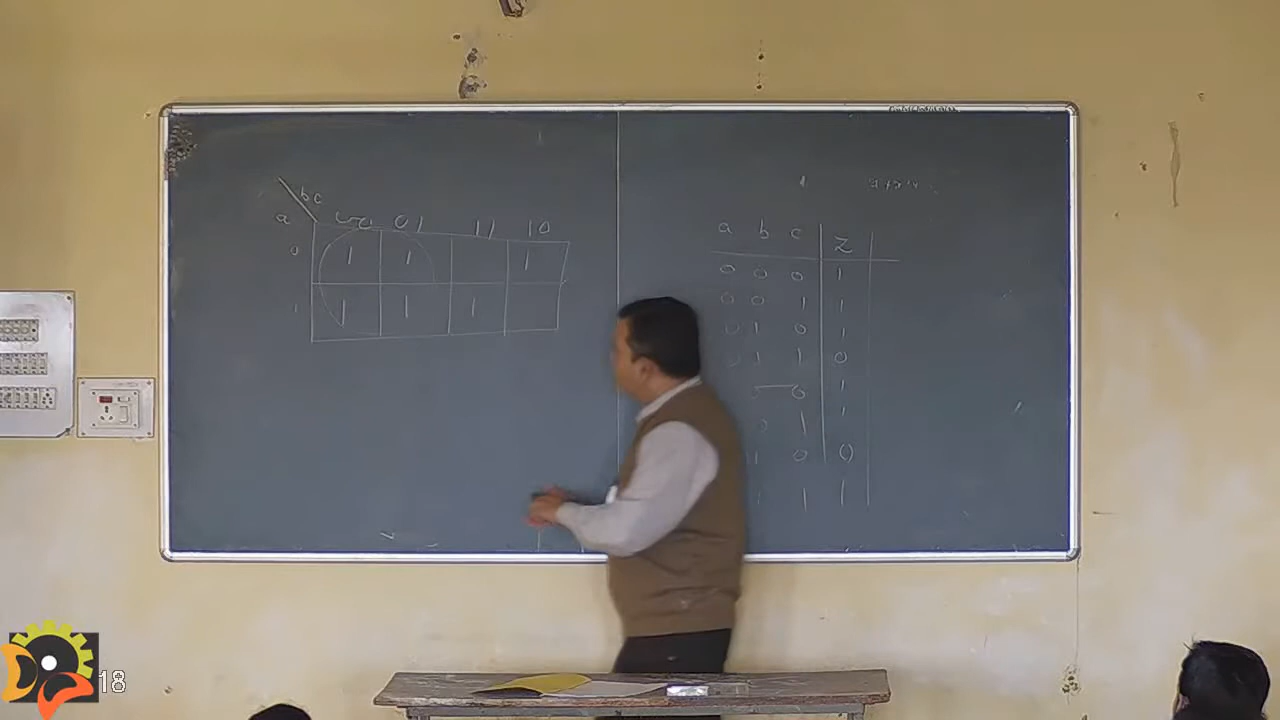 bc
a 00 01 11 10
0 1 1 1
1 1 1 1
a b c Z
0 0 0 1
0 0 1 1
0 1 0 1
0 1 1 0
0 0 1
0 1 1
1 0 0
1 1 1
18